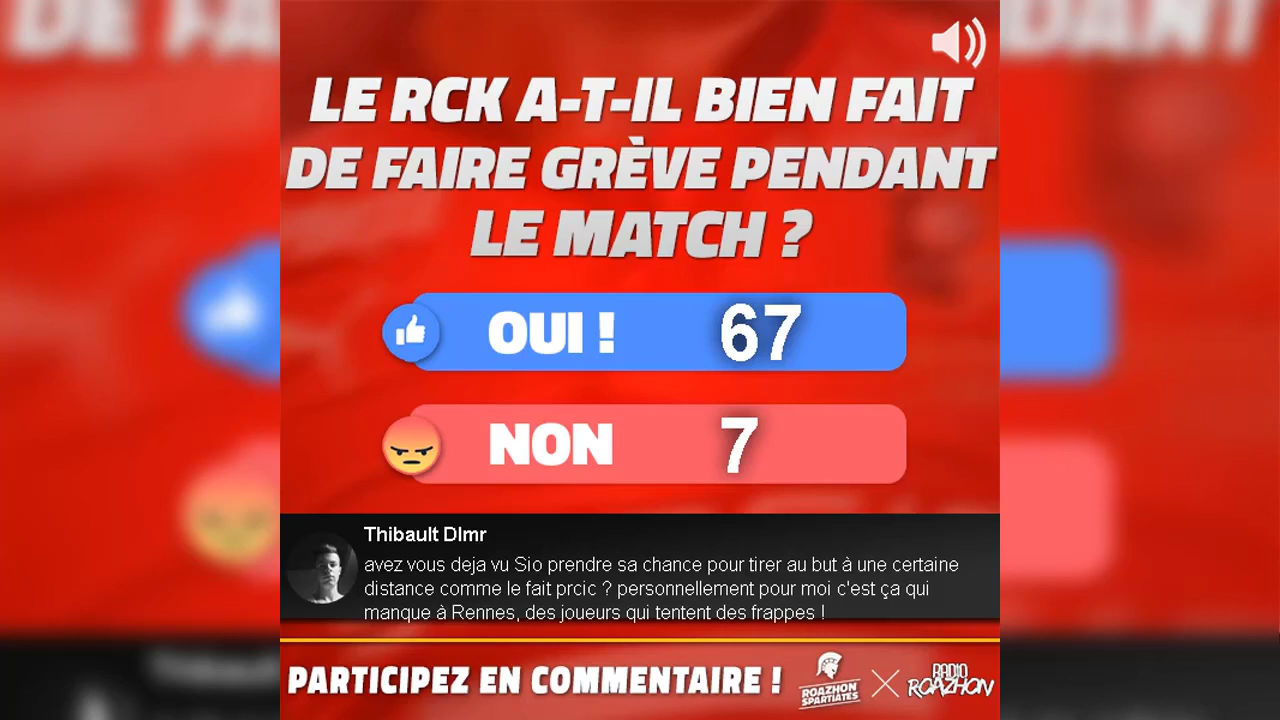 LE RCK A-T-IL BIEN FAIT
DE FAIRE GRÈVE PENDANT
LE MATCH ?
OUI ! 67
NON 7
Thibault Dlmr
avez vous deja vu Sio prendre sa chance pour tirer au but à une certaine
distance comme le fait prcic ? personnellement pour moi c'est ça qui
manque à Rennes, des joueurs qui tentent des frappes !
PARTICIPEZ EN COMMENTAIRE !
ROAZHON
SPARTIATES
RADIO
ROAZHON